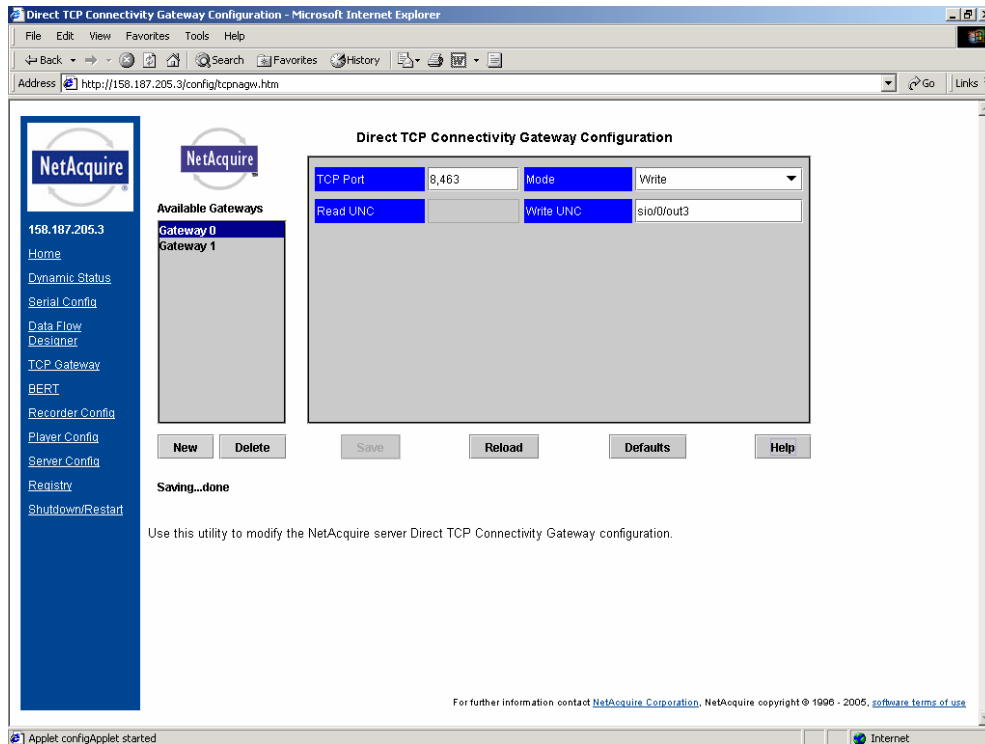 Direct TCP Connectivity Gateway Configuration - Microsoft Internet Explorer
File Edit View Favorites Tools Help
Back Search Favorites History
Address http://158.187.205.3/config/tcpnagw.htm Go Links
NetAcquire ®
158.187.205.3
Home
Dynamic Status
Serial Config
Data Flow
Designer
TCP Gateway
BERT
Recorder Config
Player Config
Server Config
Registry
Shutdown/Restart
NetAcquire ™
Direct TCP Connectivity Gateway Configuration
Available Gateways
Gateway 0
Gateway 1
TCP Port 8,463 Mode Write
Read UNC Write UNC sio/0/out3
New Delete Save Reload Defaults Help
Saving...done
Use this utility to modify the NetAcquire server Direct TCP Connectivity Gateway configuration.
For further information contact NetAcquire Corporation, NetAcquire copyright © 1996 - 2005, software terms of use
Applet configApplet started Internet